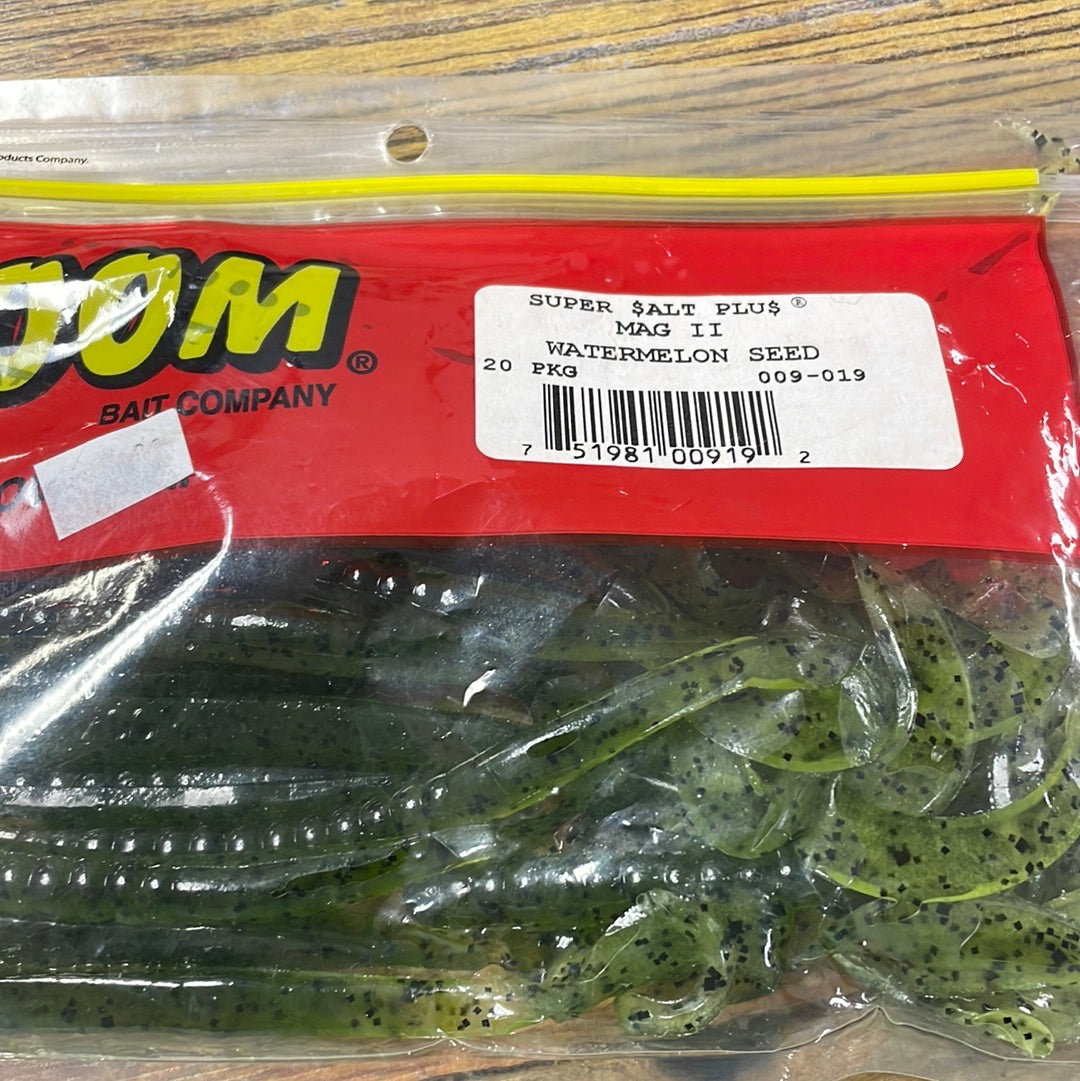 oducts Company.
OOM®
BAIT COMPANY
SUPER $ALT PLU$ ®
MAG II
WATERMELON SEED
20 PKG 009-019
7 51981 00919 2